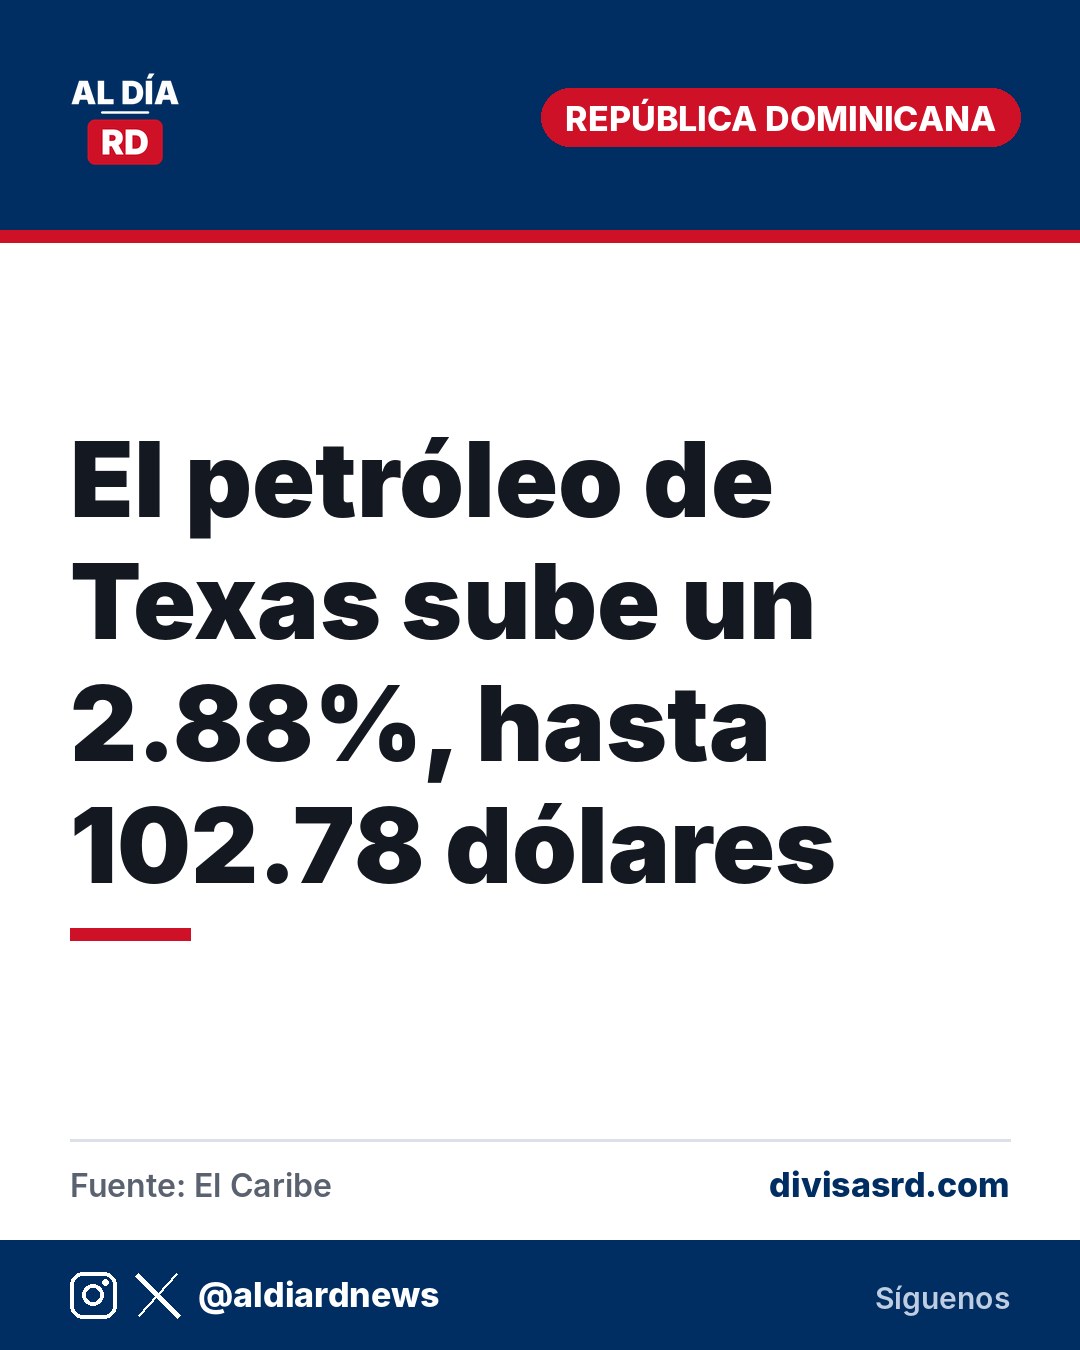 AL DÍA
RD
REPÚBLICA DOMINICANA
El petróleo de
Texas sube un
2.88%, hasta
102.78 dólares
Fuente: El Caribe
divisasrd.com
@aldiardnews
Síguenos